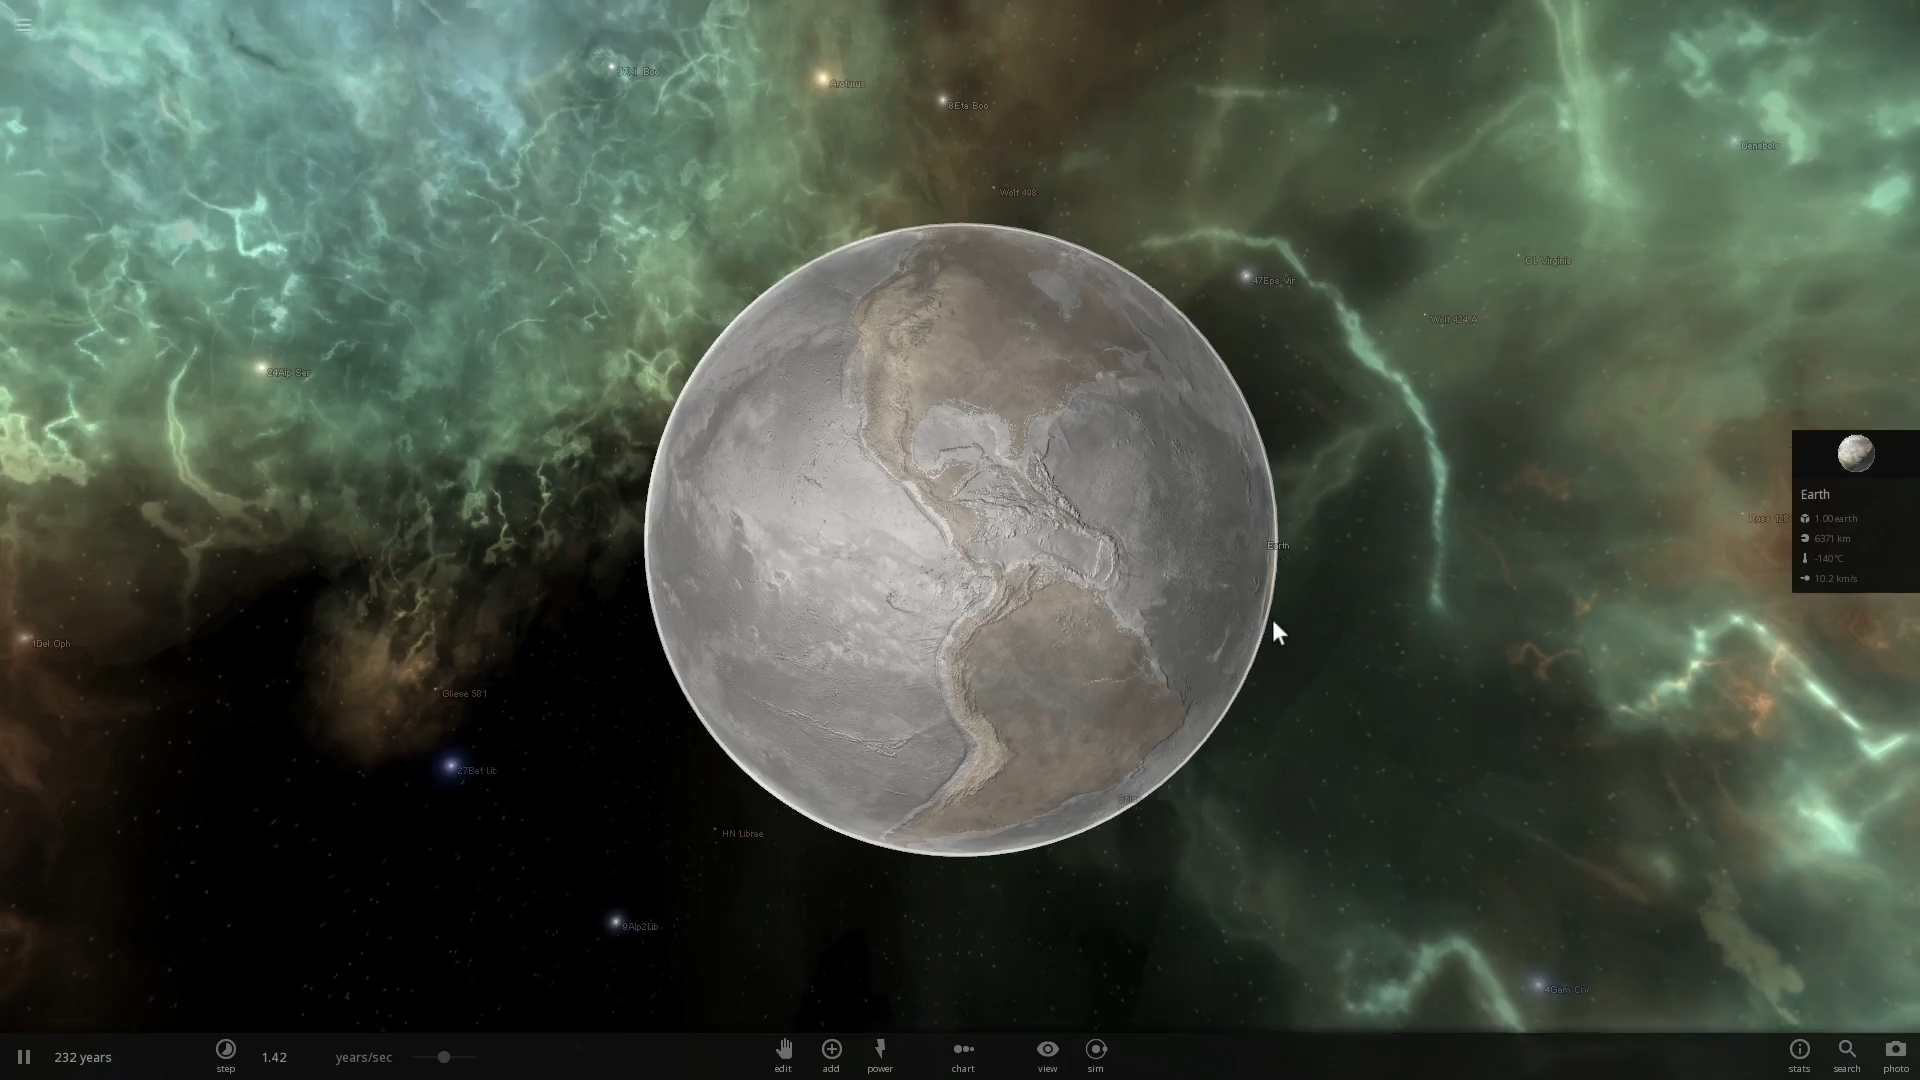 37Xi Boo
Arcturus
8Eta Boo
Denebola
Wolf 498
GL Virginis
47Eps Vir
Wolf 424 A
24Alp Ser
Earth
1.00 earth
6371 km
-140°C
10.2 km/s
Ross 128
Earth
1Del Oph
Gliese 581
27Bet Lib
HN Librae
9Alp2Lib
4Gam Crv
232 years
step
1.42
years/sec
edit
add
power
chart
view
sim
stats
search
photo